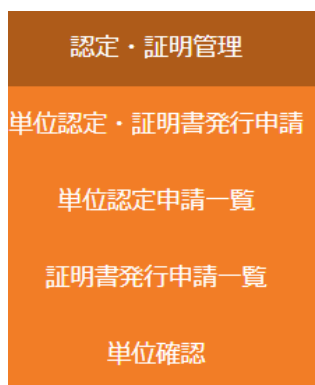 認定・証明管理
単位認定・証明書発行申請
単位認定申請一覧
証明書発行申請一覧
単位確認